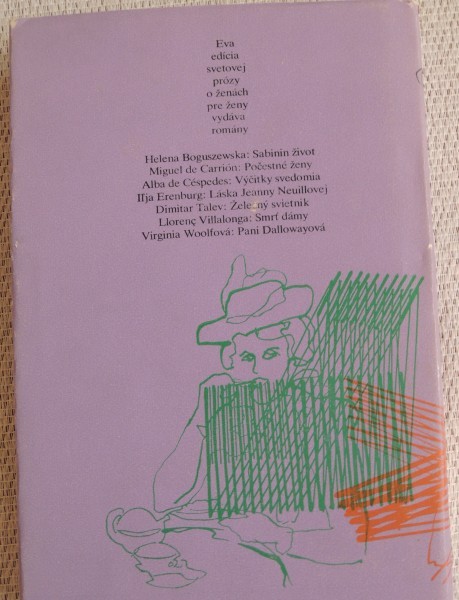 Eva
edícia
svetovej
prózy
o ženách
pre ženy
vydáva
romány
Helena Boguszewska: Sabinin život
Miguel de Carrión: Počestné ženy
Alba de Céspedes: Výčitky svedomia
Iľja Erenburg: Láska Jeanny Neuillovej
Dimitar Talev: Železný svietnik
Llorenç Villalonga: Smrť dámy
Virginia Woolfová: Pani Dallowayová